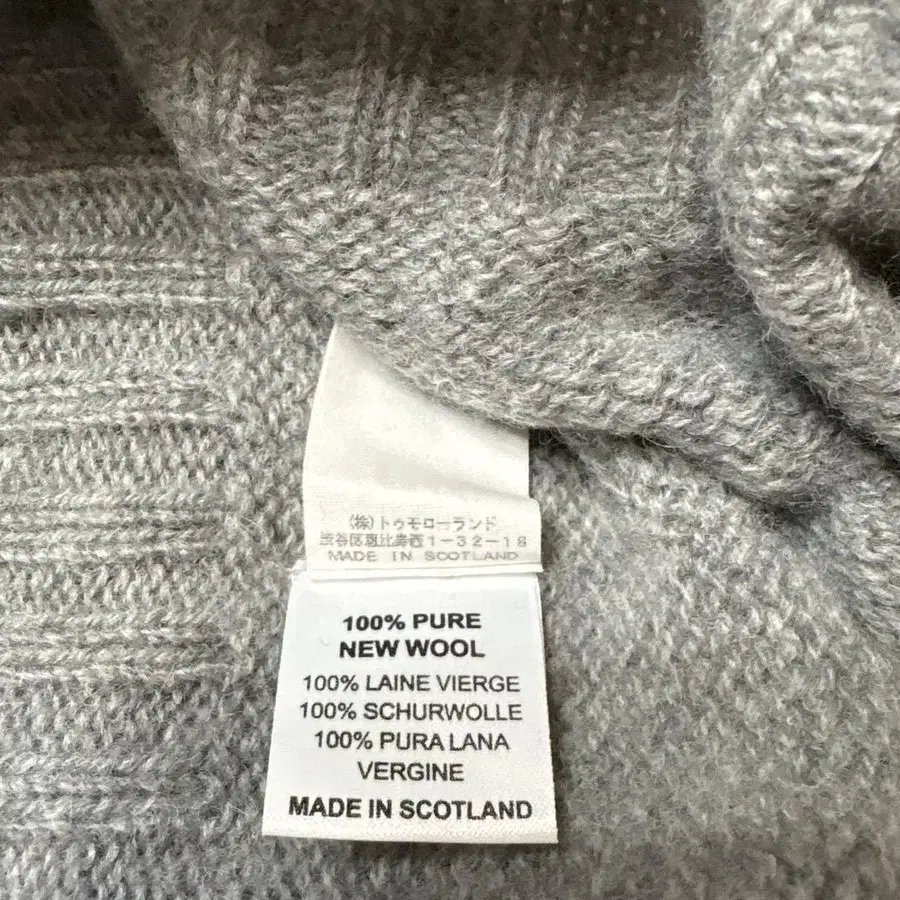 (株)トゥモローランド
渋谷区恵比寿西1-32-18
MADE IN SCOTLAND
100% PURE
NEW WOOL
100% LAINE VIERGE
100% SCHURWOLLE
100% PURA LANA
VERGINE
MADE IN SCOTLAND